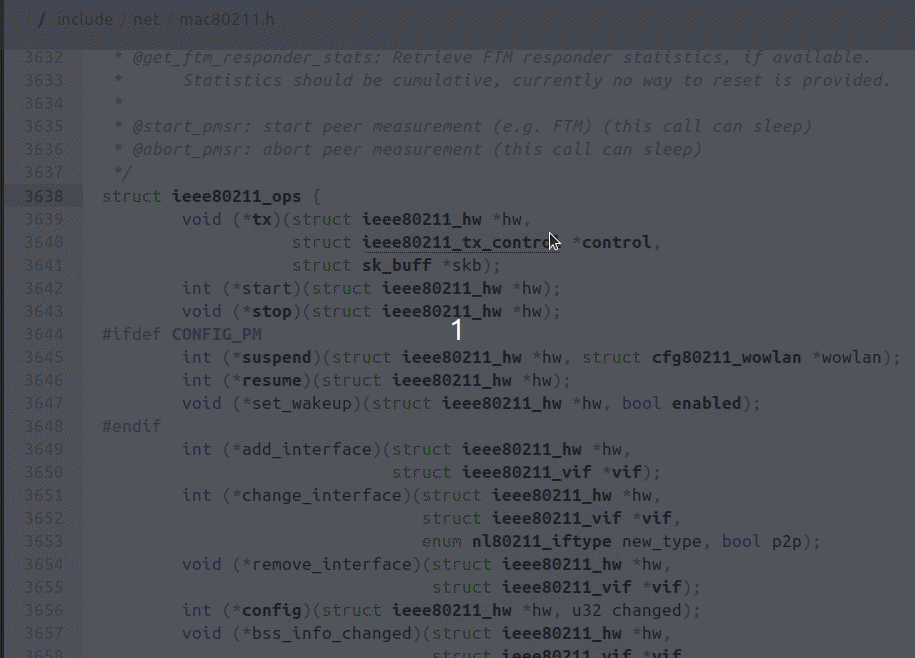 / include / net / mac80211.h
3632 * @get_ftm_responder_stats: Retrieve FTM responder statistics, if available.
3633 * Statistics should be cumulative, currently no way to reset is provided.
3634 *
3635 * @start_pmsr: start peer measurement (e.g. FTM) (this call can sleep)
3636 * @abort_pmsr: abort peer measurement (this call can sleep)
3637 */
3638 struct ieee80211_ops {
3639 void (*tx)(struct ieee80211_hw *hw,
3640 struct ieee80211_tx_control *control,
3641 struct sk_buff *skb);
3642 int (*start)(struct ieee80211_hw *hw);
3643 void (*stop)(struct ieee80211_hw *hw);
1
3644 #ifdef CONFIG_PM
3645 int (*suspend)(struct ieee80211_hw *hw, struct cfg80211_wowlan *wowlan);
3646 int (*resume)(struct ieee80211_hw *hw);
3647 void (*set_wakeup)(struct ieee80211_hw *hw, bool enabled);
3648 #endif
3649 int (*add_interface)(struct ieee80211_hw *hw,
3650 struct ieee80211_vif *vif);
3651 int (*change_interface)(struct ieee80211_hw *hw,
3652 struct ieee80211_vif *vif,
3653 enum nl80211_iftype new_type, bool p2p);
3654 void (*remove_interface)(struct ieee80211_hw *hw,
3655 struct ieee80211_vif *vif);
3656 int (*config)(struct ieee80211_hw *hw, u32 changed);
3657 void (*bss_info_changed)(struct ieee80211_hw *hw,
3658 struct ieee80211_vif *vif,